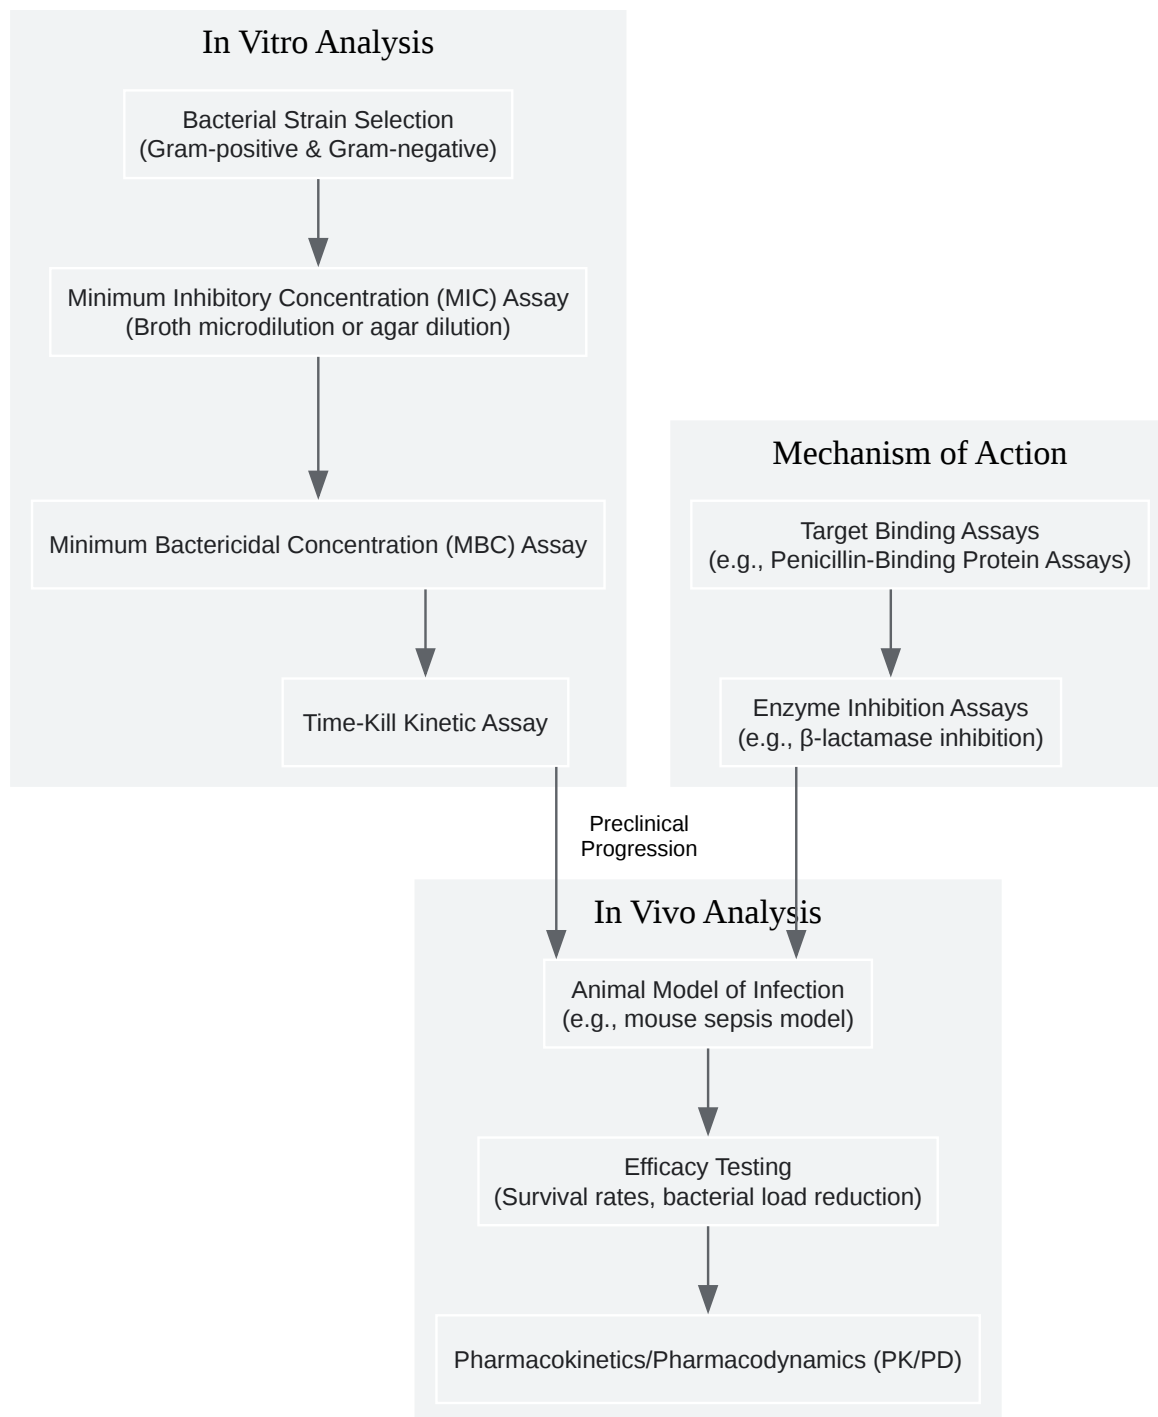 In Vitro Analysis
Bacterial Strain Selection
(Gram-positive & Gram-negative)
Minimum Inhibitory Concentration (MIC) Assay
(Broth microdilution or agar dilution)
Minimum Bactericidal Concentration (MBC) Assay
Time-Kill Kinetic Assay
Mechanism of Action
Target Binding Assays
(e.g., Penicillin-Binding Protein Assays)
Enzyme Inhibition Assays
(e.g., β-lactamase inhibition)
Preclinical
Progression
In Vivo Analysis
Animal Model of Infection
(e.g., mouse sepsis model)
Efficacy Testing
(Survival rates, bacterial load reduction)
Pharmacokinetics/Pharmacodynamics (PK/PD)